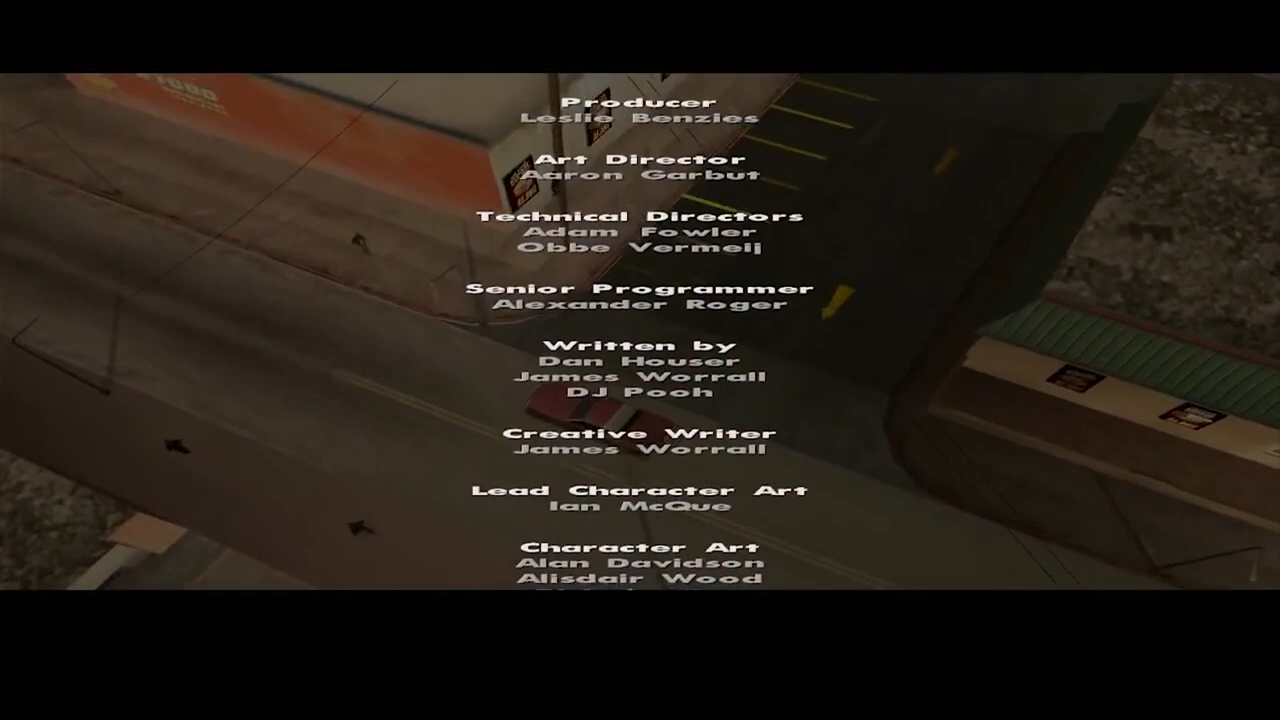 Producer
Leslie Benzies
Art Director
Aaron Garbut
Technical Directors
Adam Fowler
Obbe Vermeij
Senior Programmer
Alexander Roger
Written by
Dan Houser
James Worrall
DJ Pooh
Creative Writer
James Worrall
Lead Character Art
Ian McQue
Character Art
Alan Davidson
Alisdair Wood